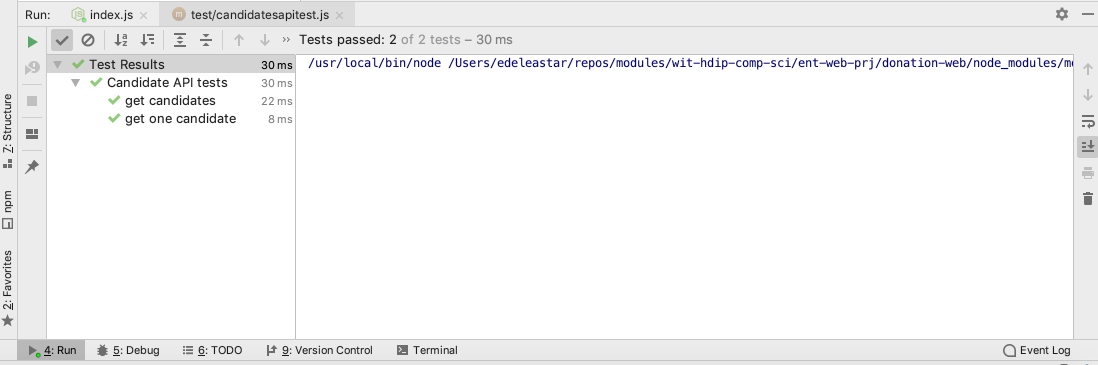 Run: index.js test/candidatesapitest.js
Tests passed: 2 of 2 tests – 30 ms
Test Results 30 ms
/usr/local/bin/node /Users/edeleastar/repos/modules/wit-hdip-comp-sci/ent-web-prj/donation-web/node_modules/mo
Candidate API tests 30 ms
get candidates 22 ms
get one candidate 8 ms
7: Structure
npm
2: Favorites
4: Run 5: Debug 6: TODO 9: Version Control Terminal Event Log